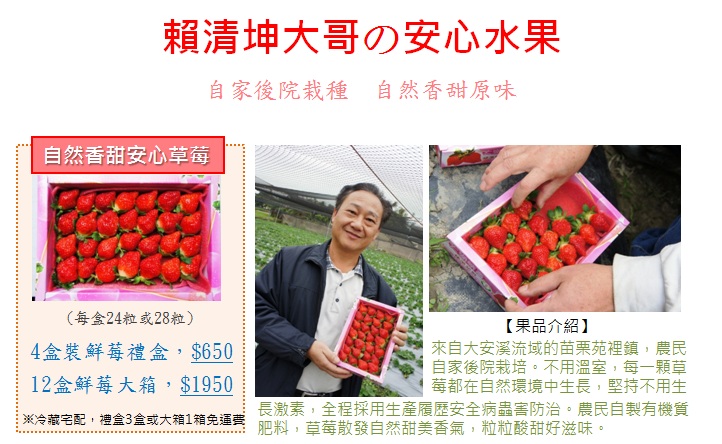 賴清坤大哥の安心水果
自家後院栽種　自然香甜原味
自然香甜安心草莓
（每盒24粒或28粒）
4盒裝鮮莓禮盒，$650
12盒鮮莓大箱，$1950
※冷藏宅配，禮盒3盒或大箱1箱免運費
【果品介紹】
來自大安溪流域的苗栗苑裡鎮，農民
自家後院栽培。不用溫室，每一顆草
莓都在自然環境中生長，堅持不用生
長激素，全程採用生產履歷安全病蟲害防治。農民自製有機質
肥料，草莓散發自然甜美香氣，粒粒酸甜好滋味。